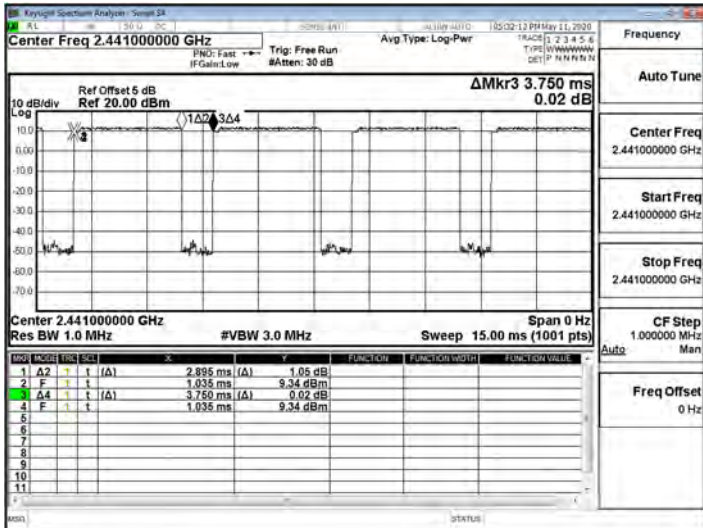 Keysight Spectrum Analyzer - Swept SA
RL
50 Ω DC
SENSE:INT
ALIGN AUTO
05:02:12 PM May 11, 2020
Center Freq 2.441000000 GHz
PNO: Fast
IFGain:Low
Trig: Free Run
#Atten: 30 dB
Avg Type: Log-Pwr
TRACE 1 2 3 4 5 6
TYPE WWWWWW
DET P N N N N N
Frequency
Ref Offset 5 dB
Ref 20.00 dBm
10 dB/div
Log
ΔMkr3 3.750 ms
0.02 dB
10.0
0.00
-10.0
-20.0
-30.0
-40.0
-50.0
-60.0
-70.0
1Δ2
3Δ4
Center 2.441000000 GHz
Span 0 Hz
Res BW 1.0 MHz
#VBW 3.0 MHz
Sweep 15.00 ms (1001 pts)
MKR MODE TRC SCL X Y FUNCTION FUNCTION WIDTH FUNCTION VALUE
1 Δ2 1 t (Δ) 2.895 ms (Δ) 1.05 dB
2 F 1 t 1.035 ms 9.34 dBm
3 Δ4 1 t (Δ) 3.750 ms (Δ) 0.02 dB
4 F 1 t 1.035 ms 9.34 dBm
5
6
7
8
9
10
11
MSG
STATUS
Auto Tune
Center Freq
2.441000000 GHz
Start Freq
2.441000000 GHz
Stop Freq
2.441000000 GHz
CF Step
1.000000 MHz
Auto Man
Freq Offset
0 Hz